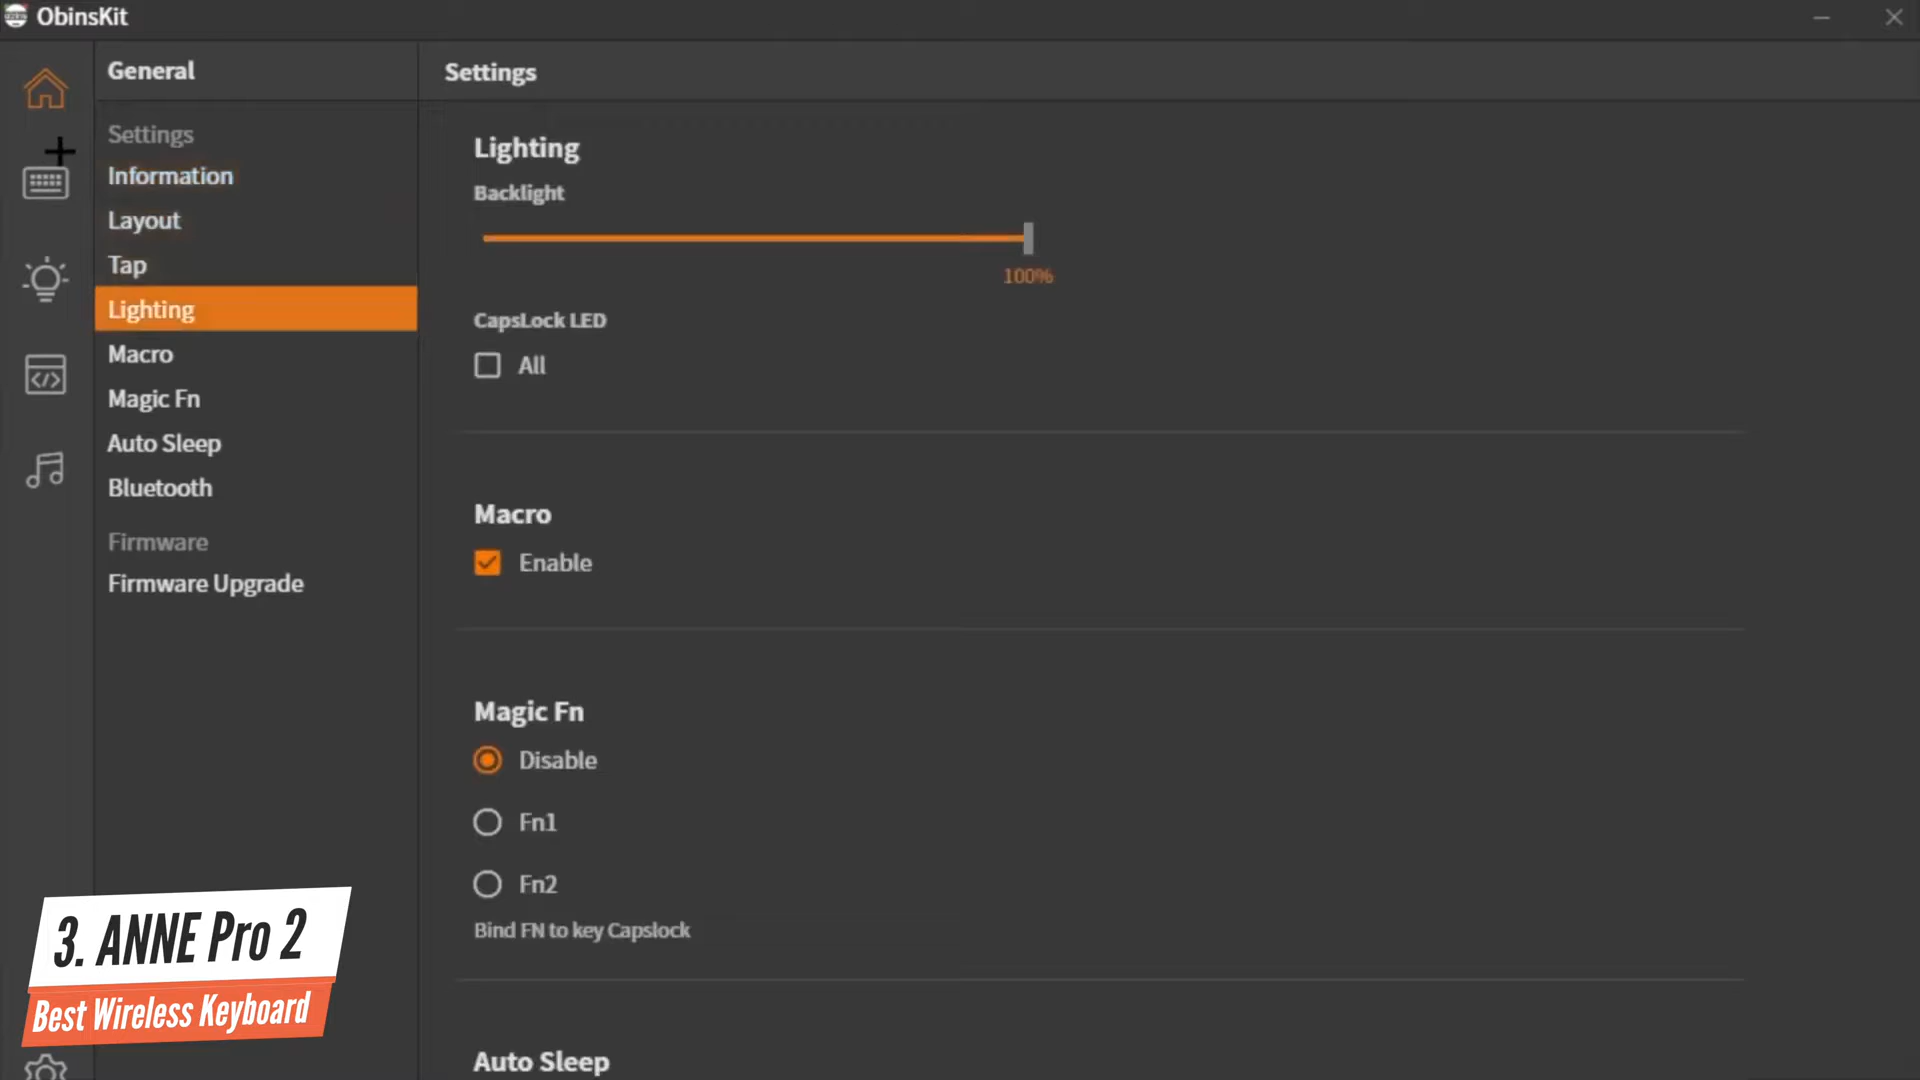 ObinsKit
General
Settings
Information
Layout
Tap
Lighting
Macro
Magic Fn
Auto Sleep
Bluetooth
Firmware
Firmware Upgrade
Settings
Lighting
Backlight
100%
CapsLock LED
All
Macro
Enable
Magic Fn
Disable
Fn1
Fn2
Bind FN to key Capslock
Auto Sleep
3. ANNE Pro 2
Best Wireless Keyboard